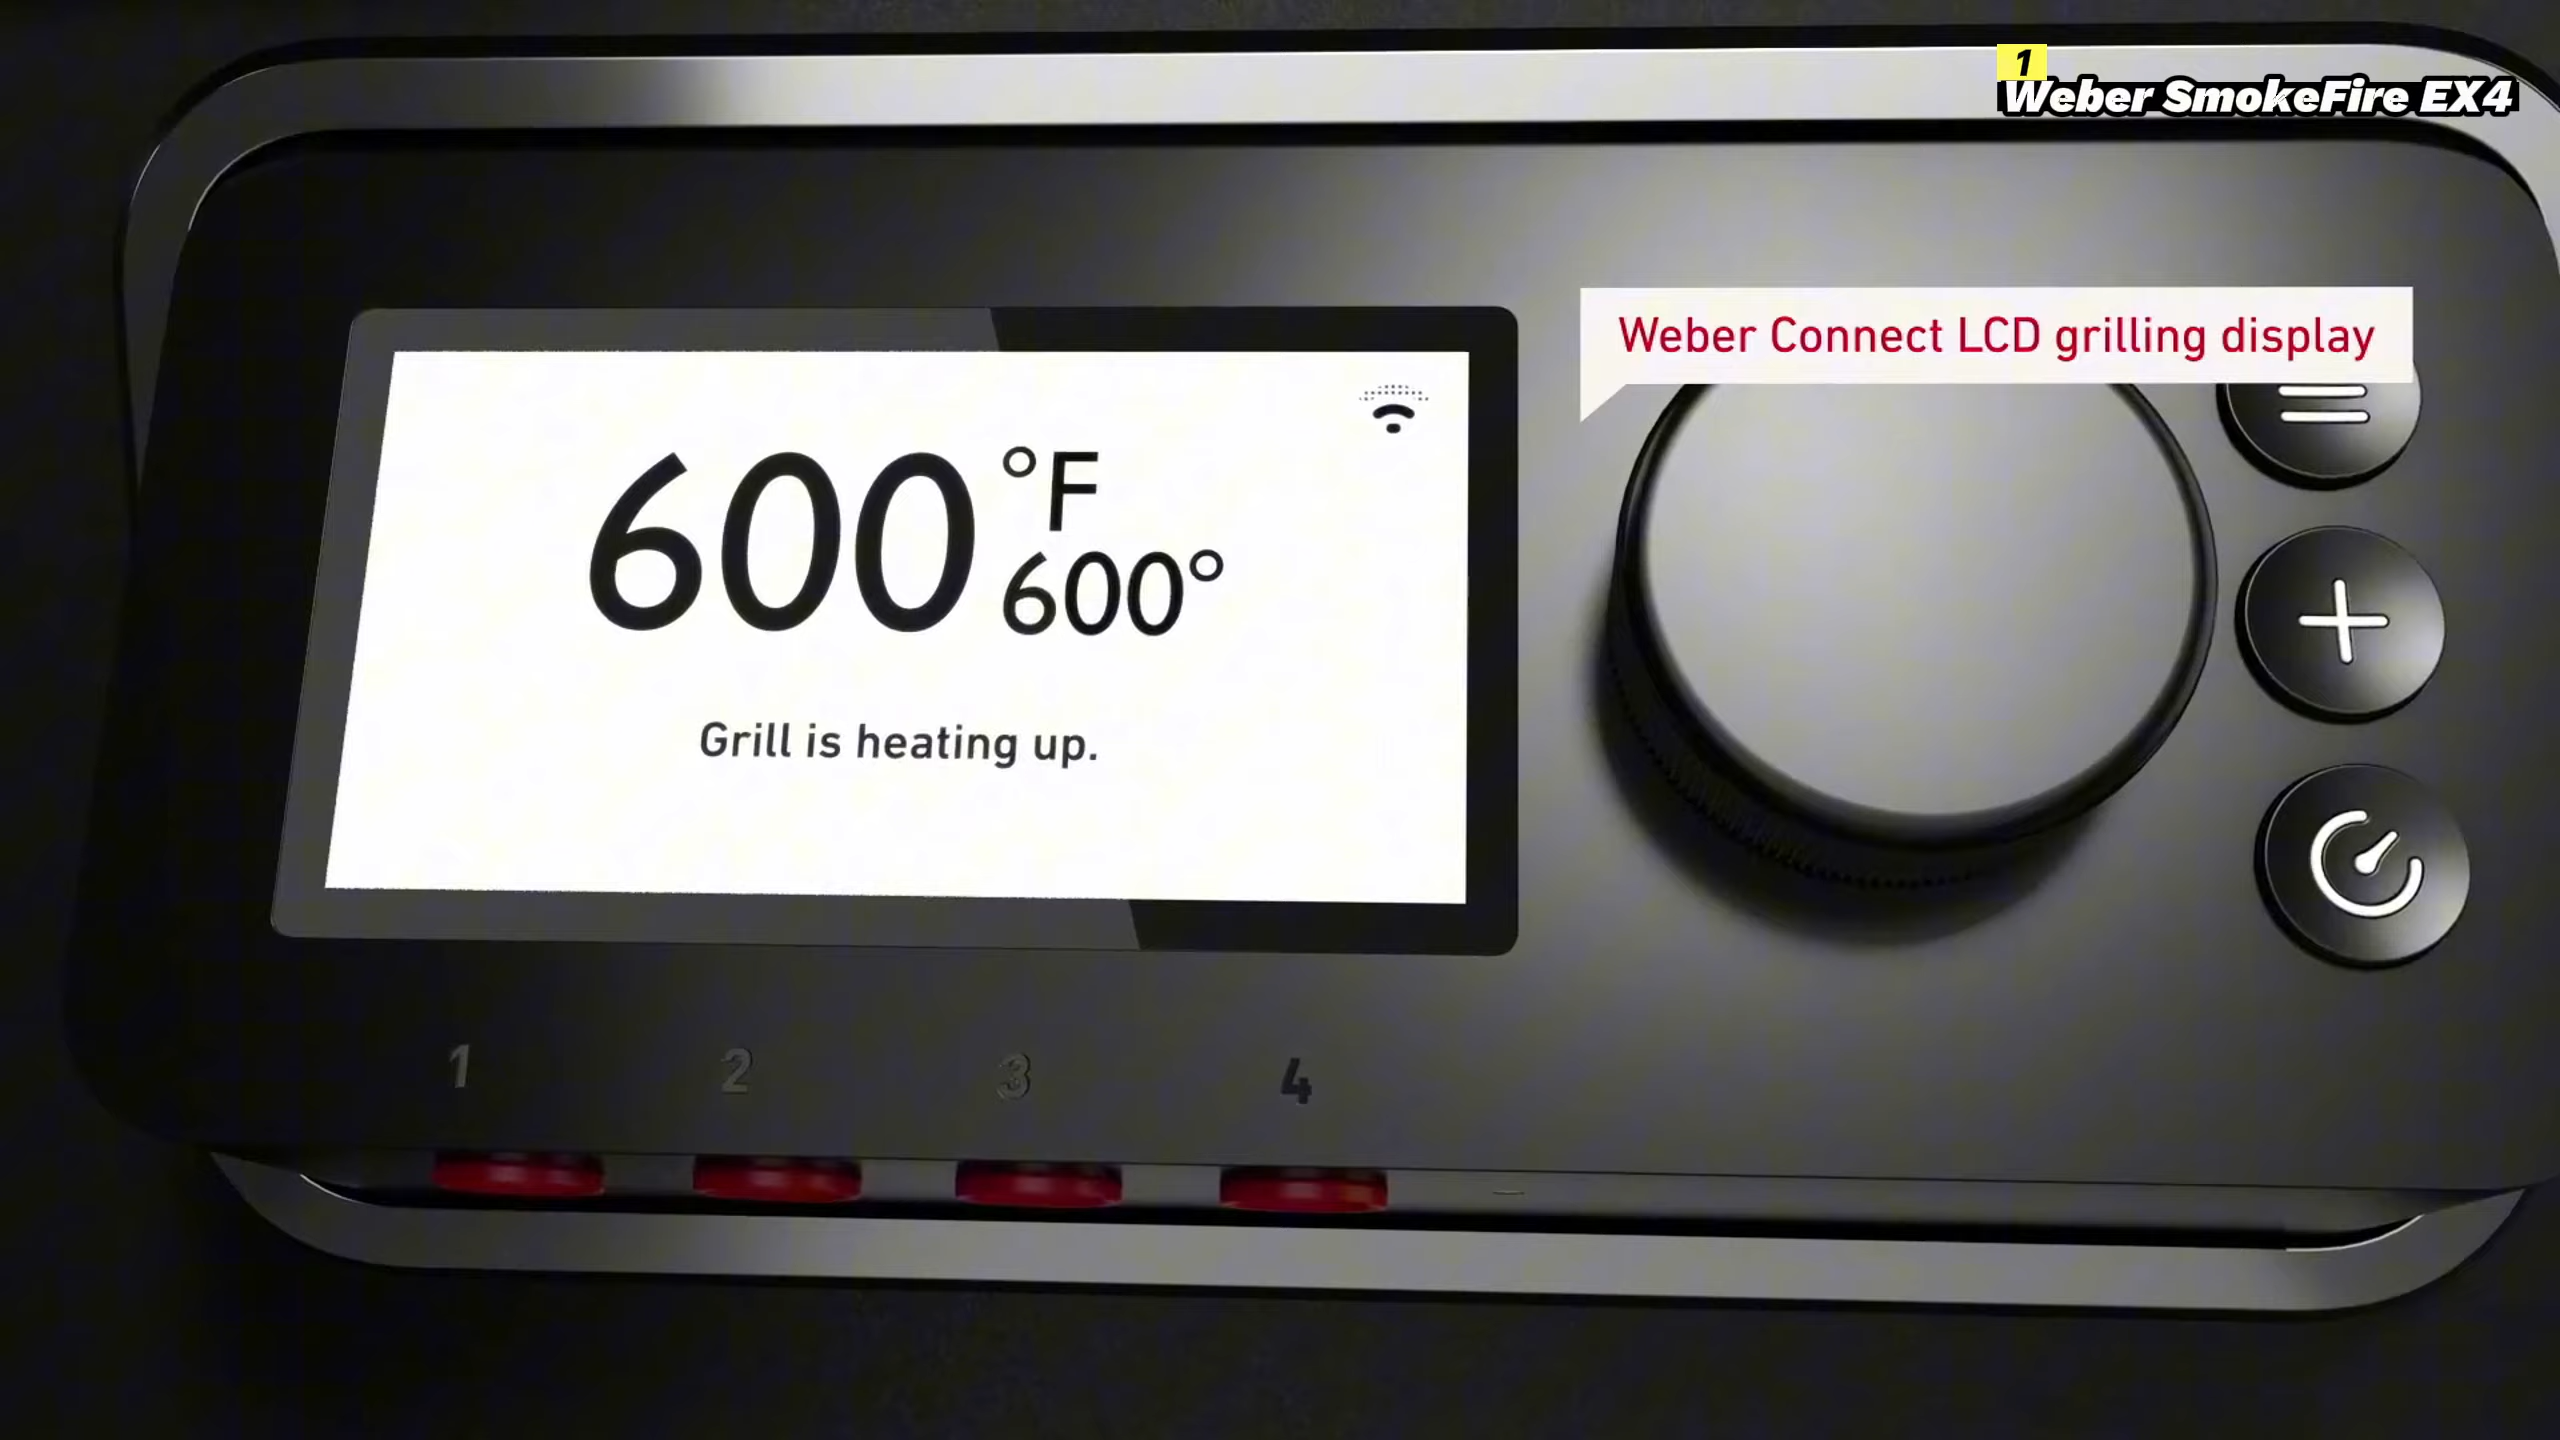 1
Weber SmokeFire EX4
Weber Connect LCD grilling display
600 °F
600°
Grill is heating up.
1 2 3 4